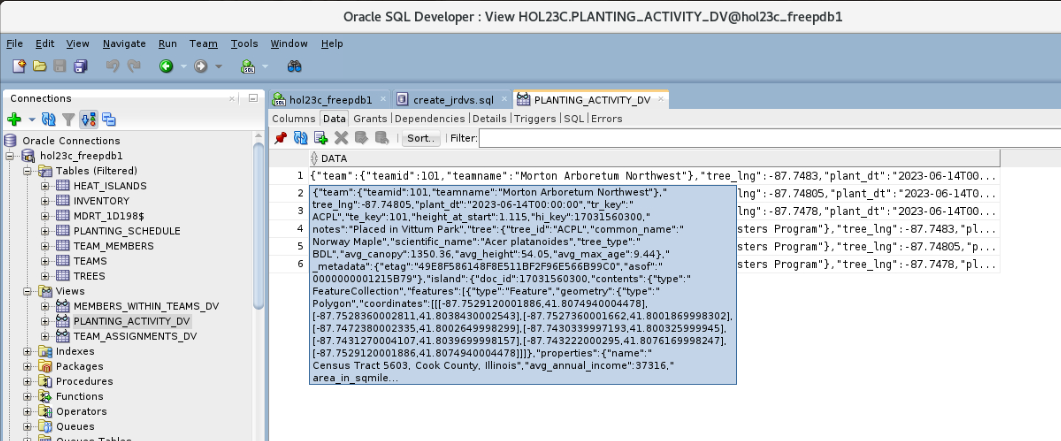 Oracle SQL Developer : View HOL23C.PLANTING_ACTIVITY_DV@hol23c_freepdb1
File Edit View Navigate Run Team Tools Window Help
Connections
Oracle Connections
hol23c_freepdb1
Tables (Filtered)
HEAT_ISLANDS
INVENTORY
MDRT_1D198$
PLANTING_SCHEDULE
TEAM_MEMBERS
TEAMS
TREES
Views
MEMBERS_WITHIN_TEAMS_DV
PLANTING_ACTIVITY_DV
TEAM_ASSIGNMENTS_DV
Indexes
Packages
Procedures
Functions
Operators
Queues
hol23c_freepdb1 create_jrdvs.sql PLANTING_ACTIVITY_DV
Columns Data Grants Dependencies Details Triggers SQL Errors
Sort.. Filter:
DATA
1 {"team":{"teamid":101,"teamname":"Morton Arboretum Northwest"},"tree_lng":-87.7483,"plant_dt":"2023-06-14T00...
2 _lng":-87.74805,"plant_dt":"2023-06-14T00...
3 _lng":-87.7478,"plant_dt":"2023-06-14T00...
4 sters Program"},"tree_lng":-87.7483,"pl...
5 sters Program"},"tree_lng":-87.74805,"p...
6 sters Program"},"tree_lng":-87.7478,"pl...
{"team":{"teamid":101,"teamname":"Morton Arboretum Northwest"},"
tree_lng":-87.74805,"plant_dt":"2023-06-14T00:00:00","tr_key":"
ACPL","te_key":101,"height_at_start":1.115,"hi_key":17031560300,"
notes":"Placed in Vittum Park","tree":{"tree_id":"ACPL","common_name":"
Norway Maple","scientific_name":"Acer platanoides","tree_type":"
BDL","avg_canopy":1350.36,"avg_height":54.05,"avg_max_age":9.44},"
_metadata":{"etag":"49E8F586148F8E511BF2F96E566B99C0","asof":"
00000000001215B79"},"island":{"doc_id":17031560300,"contents":{"type":"
FeatureCollection","features":[{"type":"Feature","geometry":{"type":"
Polygon","coordinates":[[[-87.7529120001886,41.8074940004478],
[-87.7528360002811,41.8038430002543],[-87.7527360001662,41.8001869998302],
[-87.7472380002335,41.8002649998299],[-87.7430339997193,41.800325999945],
[-87.7431270004107,41.8039699998157],[-87.743222000295,41.8076169998247],
[-87.7529120001886,41.8074940004478]]]},"properties":{"name":"
Census Tract 5603, Cook County, Illinois","avg_annual_income":37316,"
area_in_sqmile...